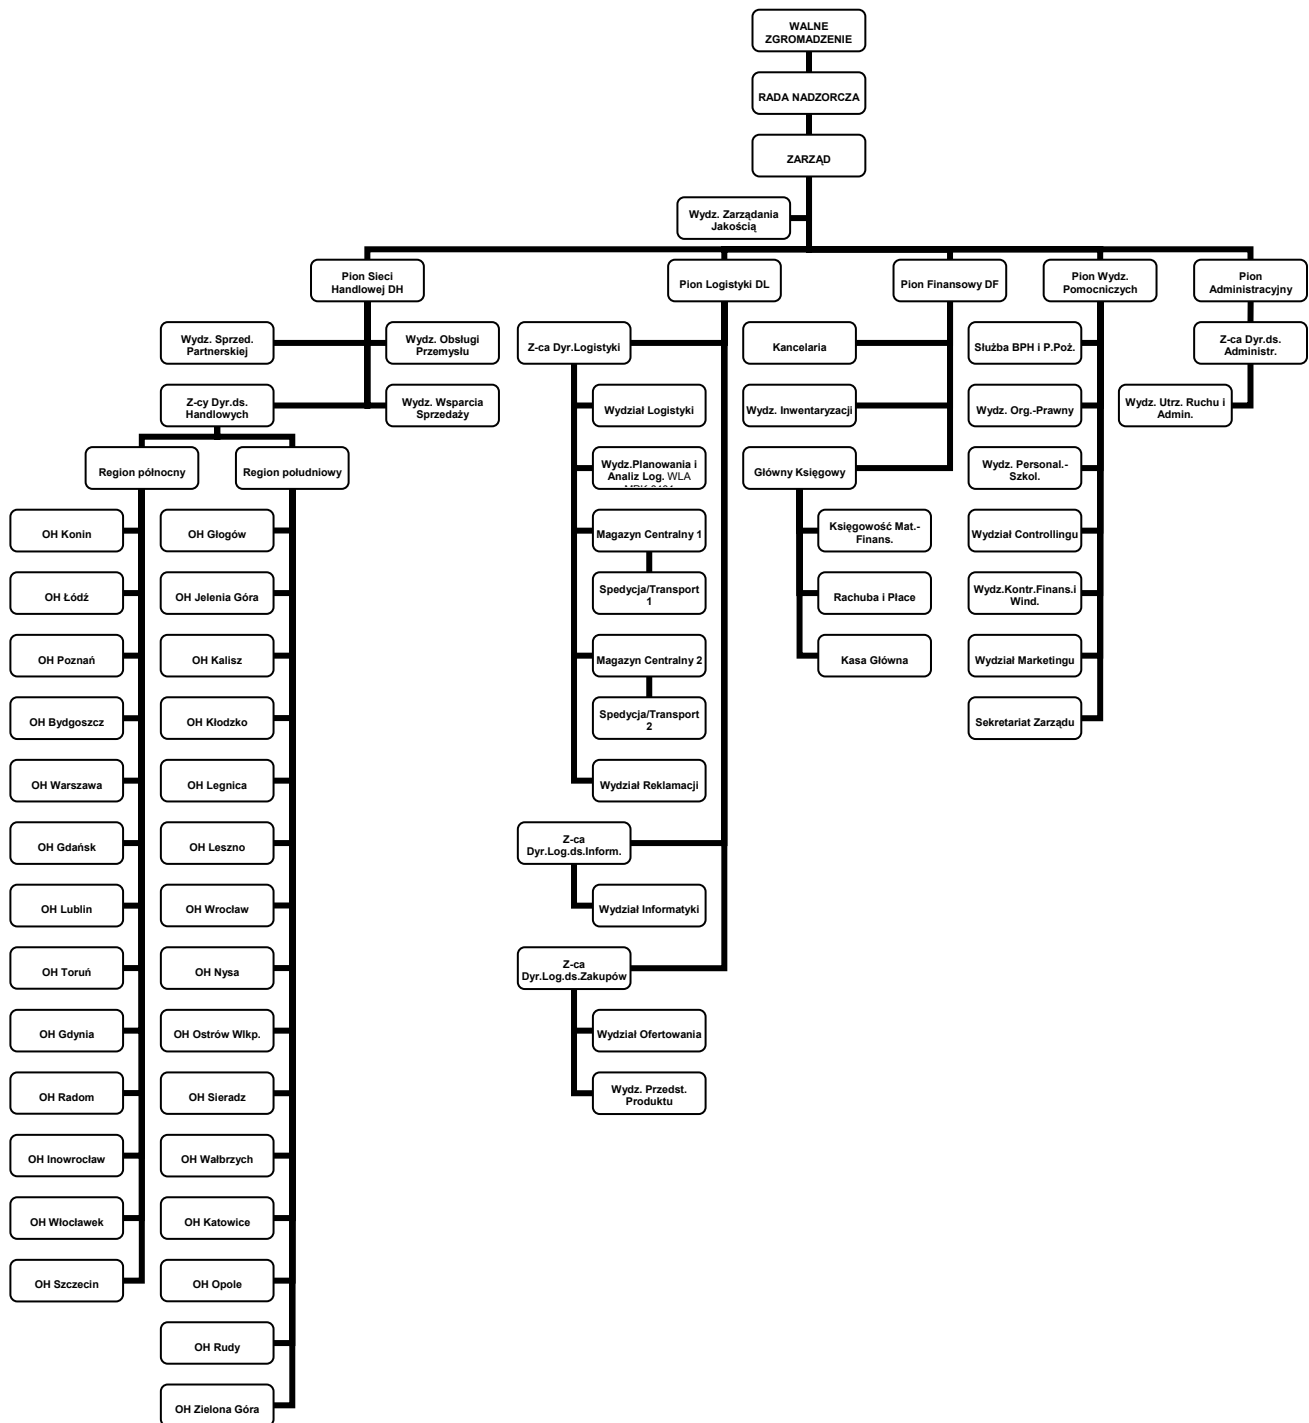 WALNE
ZGROMADZENIE
RADA NADZORCZA
ZARZĄD
Wydz. Zarządania
Jakością
Pion Sieci
Handlowej DH
Pion Logistyki DL
Pion Finansowy DF
Pion Wydz.
Pomocniczych
Pion
Administracyjny
Wydz. Sprzed.
Partnerskiej
Wydz. Obsługi
Przemysłu
Z-cy Dyr.ds.
Handlowych
Wydz. Wsparcia
Sprzedaży
Region północny
Region południowy
OH Konin
OH Łódź
OH Poznań
OH Bydgoszcz
OH Warszawa
OH Gdańsk
OH Lublin
OH Toruń
OH Gdynia
OH Radom
OH Inowrocław
OH Włocławek
OH Szczecin
OH Głogów
OH Jelenia Góra
OH Kalisz
OH Kłodzko
OH Legnica
OH Leszno
OH Wrocław
OH Nysa
OH Ostrów Wlkp.
OH Sieradz
OH Wałbrzych
OH Katowice
OH Opole
OH Rudy
OH Zielona Góra
Z-ca Dyr.Logistyki
Wydział Logistyki
Wydz.Planowania i
Analiz Log. WLA
Magazyn Centralny 1
Spedycja/Transport
1
Magazyn Centralny 2
Spedycja/Transport
2
Wydział Reklamacji
Z-ca
Dyr.Log.ds.Inform.
Wydział Informatyki
Z-ca
Dyr.Log.ds.Zakupów
Wydział Ofertowania
Wydz. Przedst.
Produktu
Kancelaria
Wydz. Inwentaryzacji
Główny Księgowy
Księgowość Mat.-
Finans.
Rachuba i Płace
Kasa Główna
Służba BPH i P.Poż.
Wydz. Org.-Prawny
Wydz. Personal.-
Szkol.
Wydział Controllingu
Wydz.Kontr.Finans.i
Wind.
Wydział Marketingu
Sekretariat Zarządu
Z-ca Dyr.ds.
Administr.
Wydz. Utrz. Ruchu i
Admin.